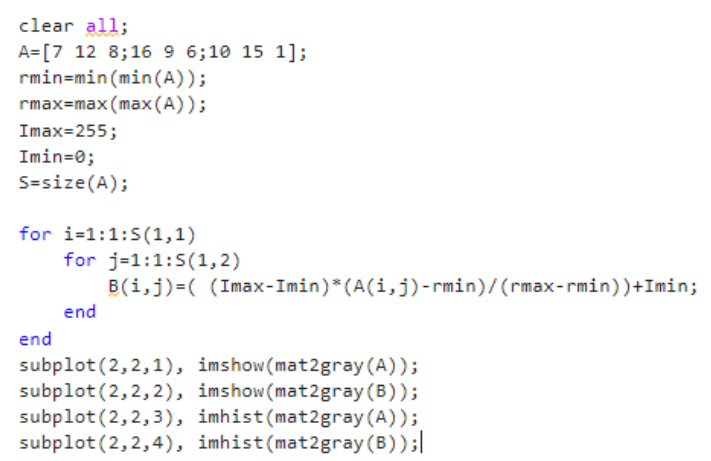 clear all;
A=[7 12 8;16 9 6;10 15 1];
rmin=min(min(A));
rmax=max(max(A));
Imax=255;
Imin=0;
S=size(A);
for i=1:1:S(1,1)
for j=1:1:S(1,2)
B(i,j)=( (Imax-Imin)*(A(i,j)-rmin)/(rmax-rmin))+Imin;
end
end
subplot(2,2,1), imshow(mat2gray(A));
subplot(2,2,2), imshow(mat2gray(B));
subplot(2,2,3), imhist(mat2gray(A));
subplot(2,2,4), imhist(mat2gray(B));